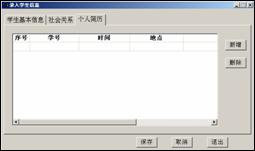 录入学生信息
学生基本信息 社会关系 个人简历
序号 学号 时间 地点
新增
删除
保存 取消 退出